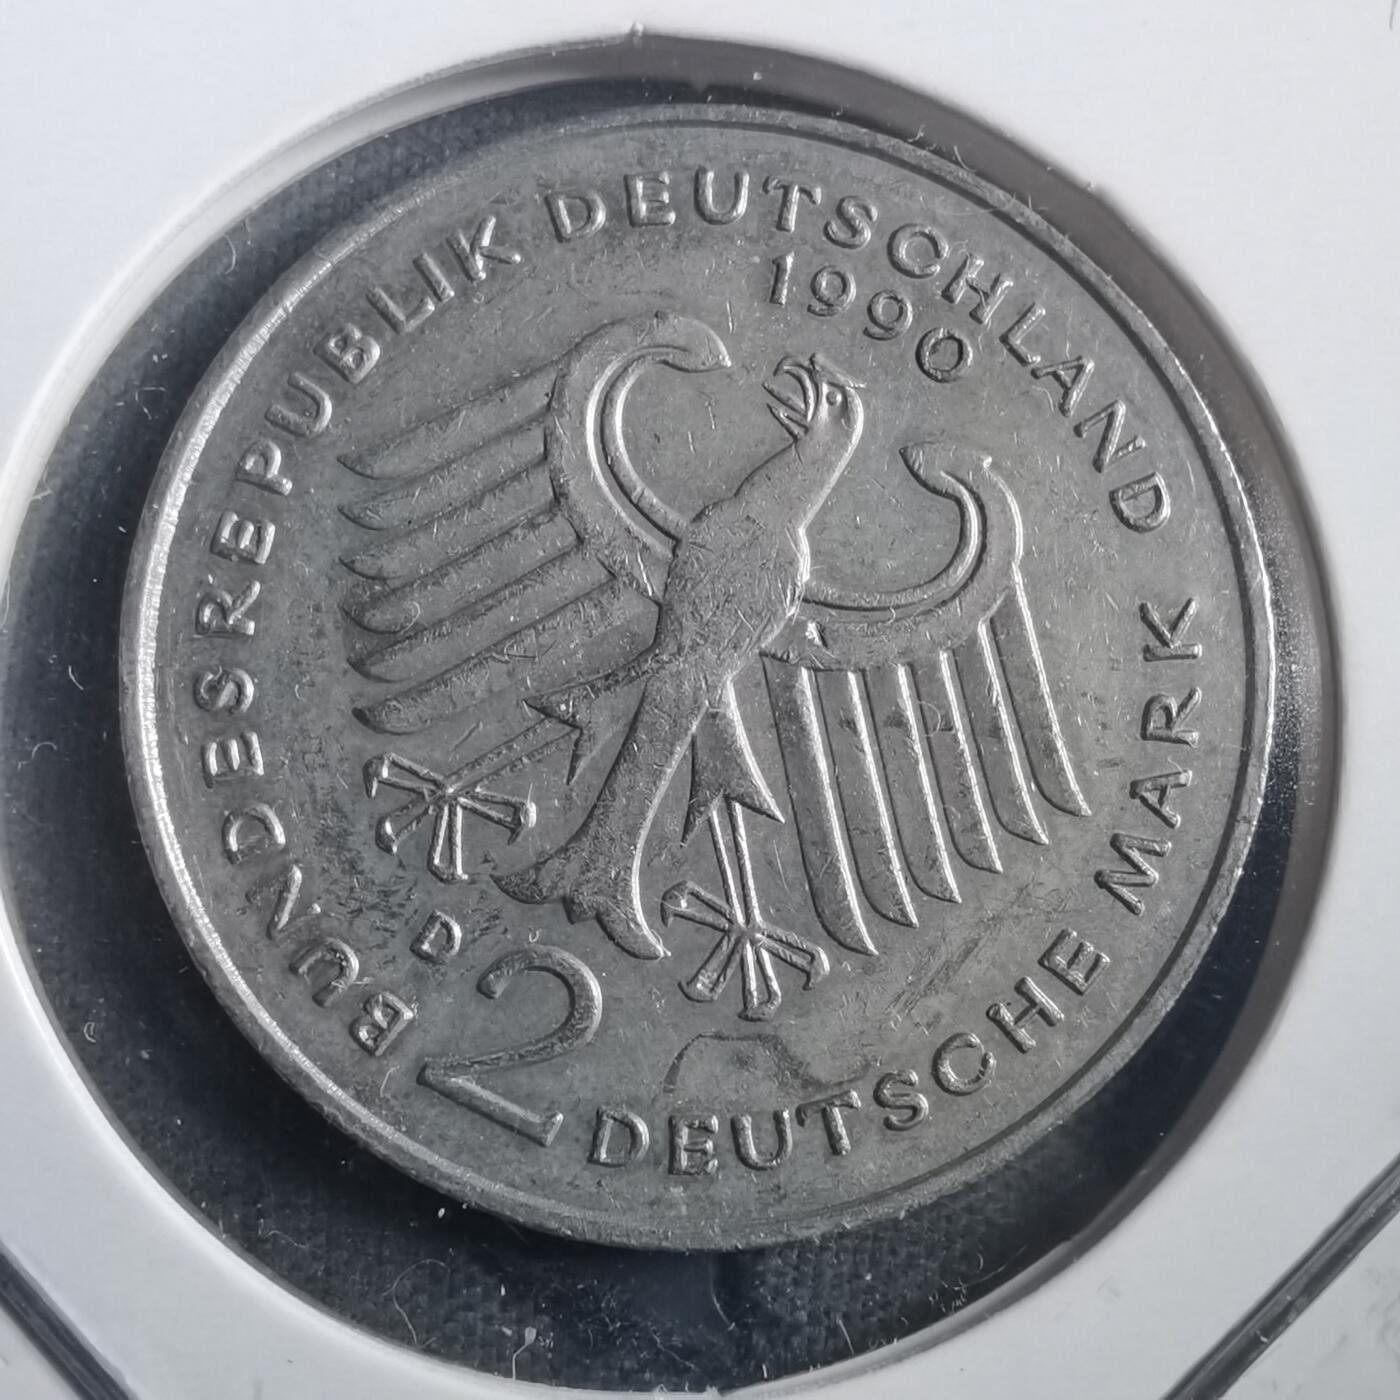 BUNDESREPUBLIK DEUTSCHLAND
1990
D
2 DEUTSCHE MARK